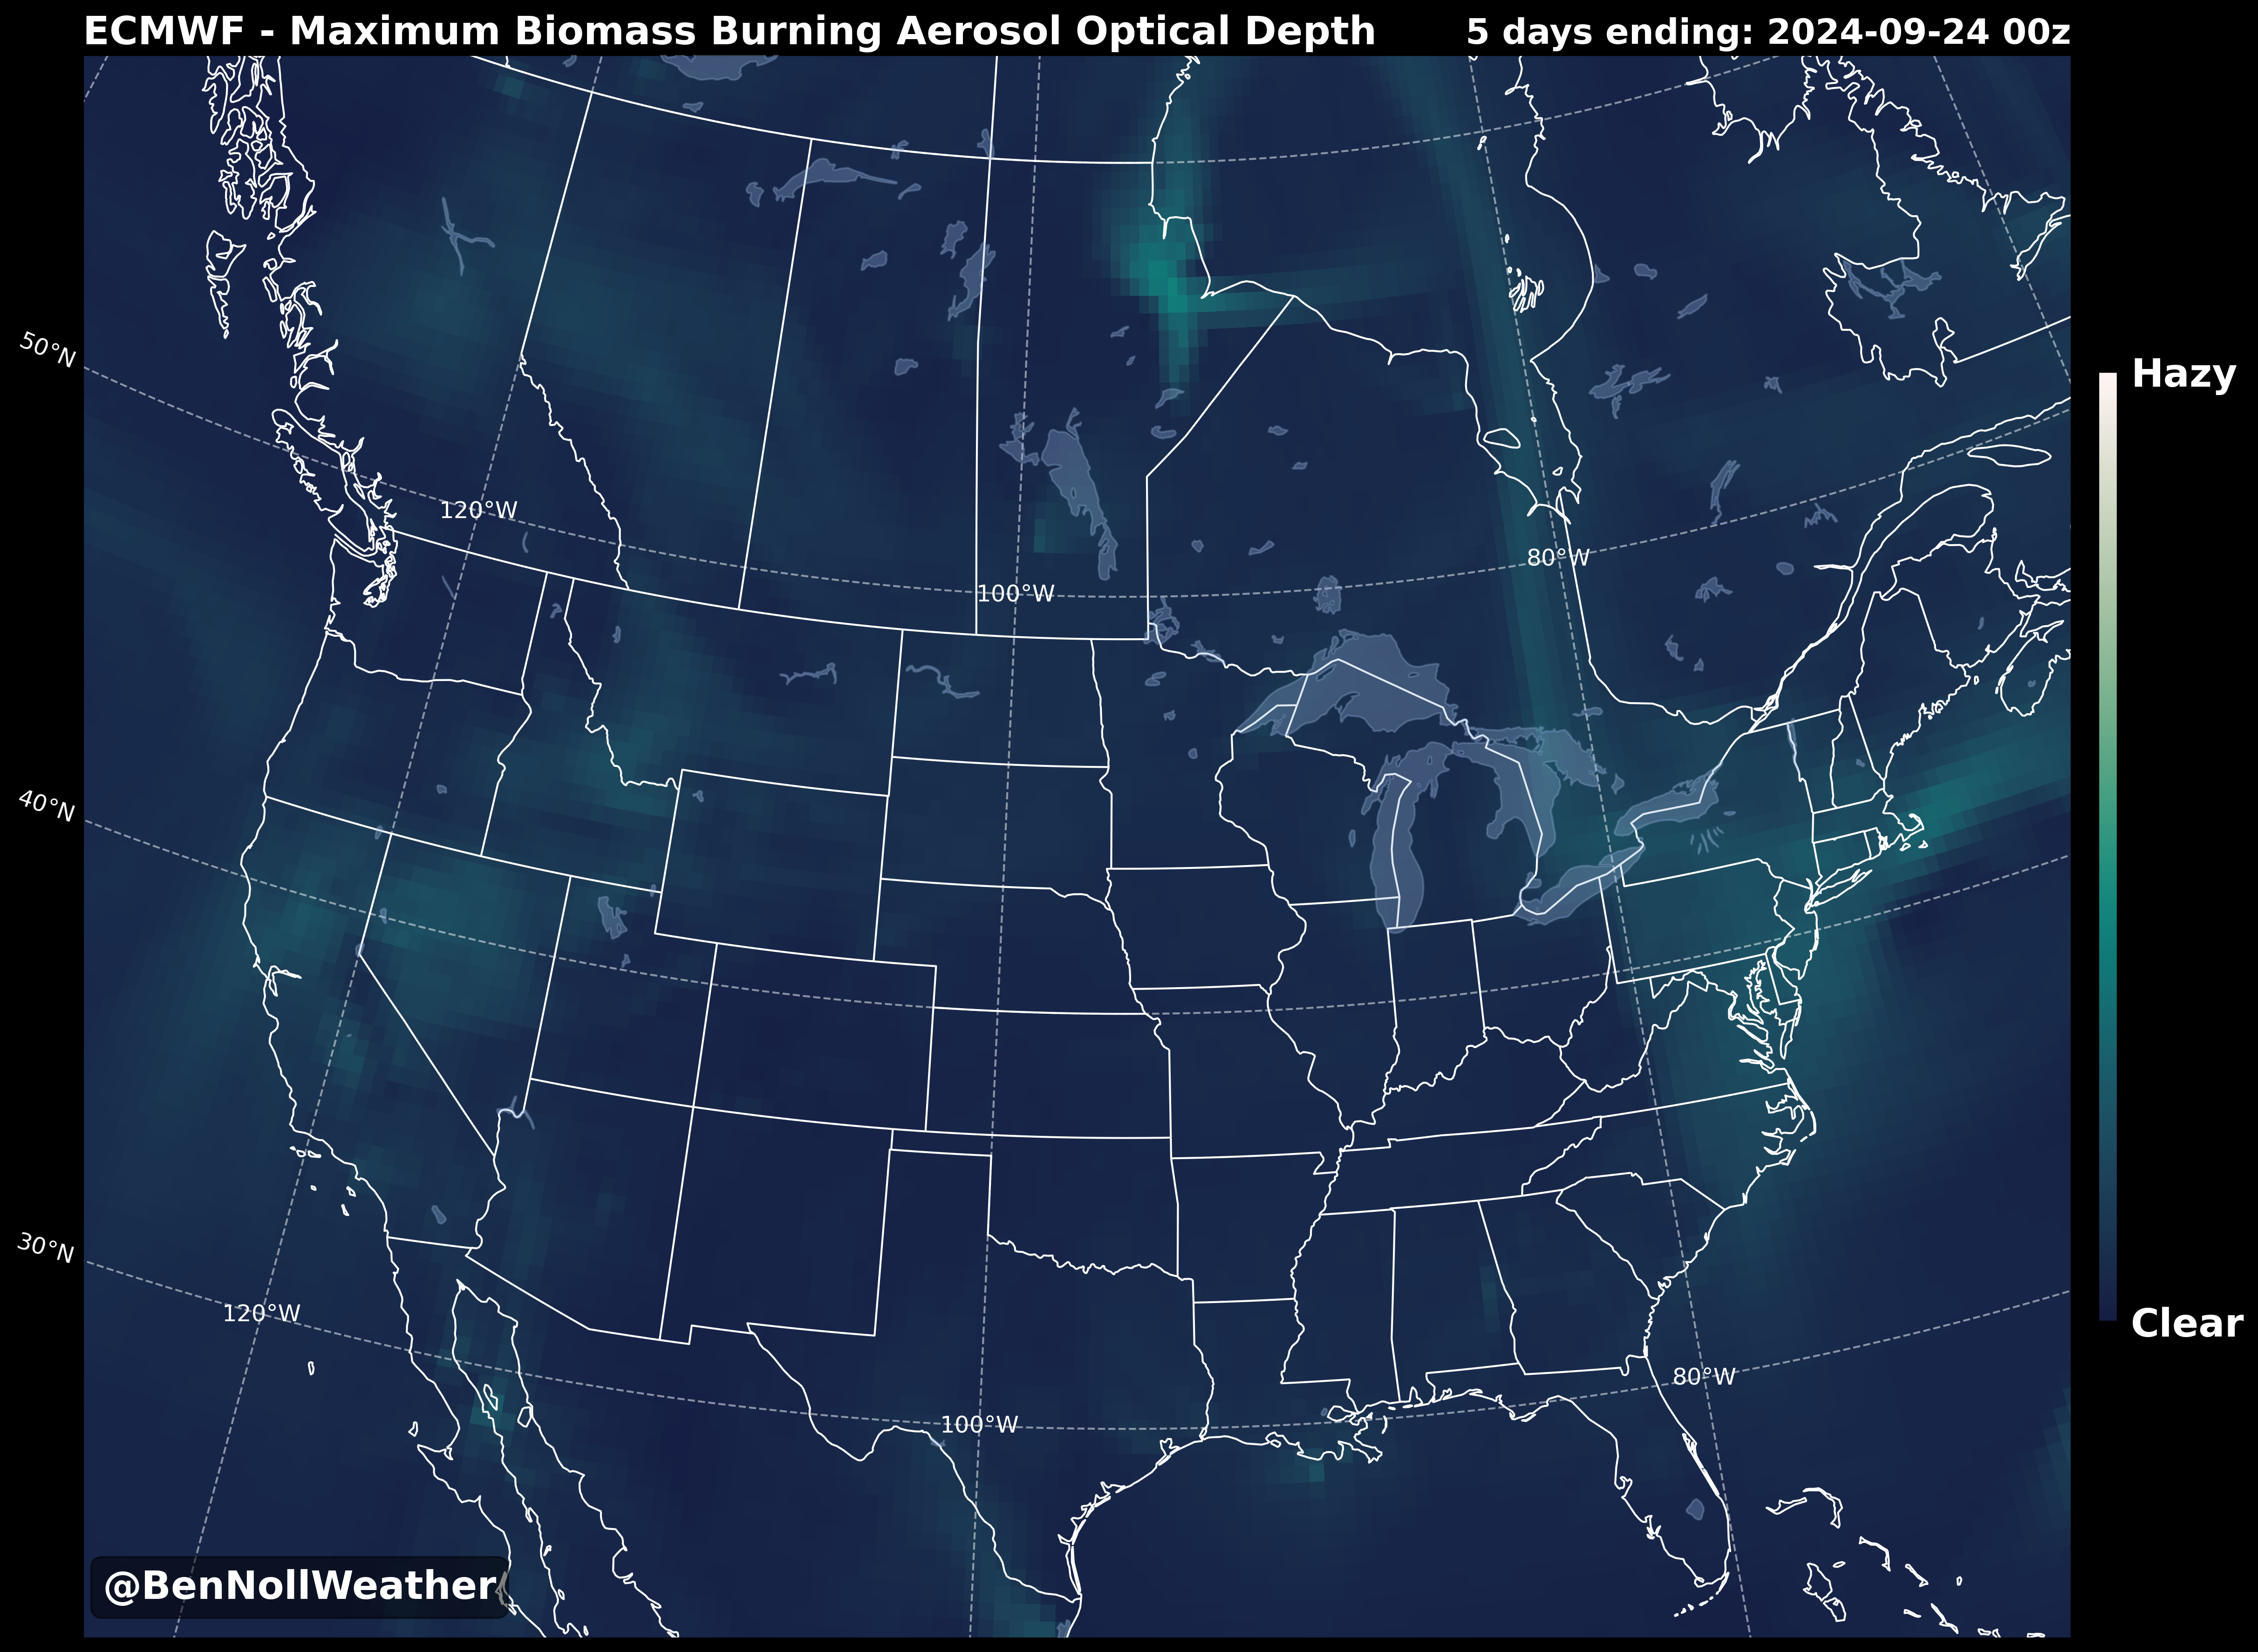 ECMWF - Maximum Biomass Burning Aerosol Optical Depth
5 days ending: 2024-09-24 00z
50°N
Hazy
120°W
80°W
100°W
40°N
30°N
120°W
Clear
80°W
100°W
@BenNollWeather